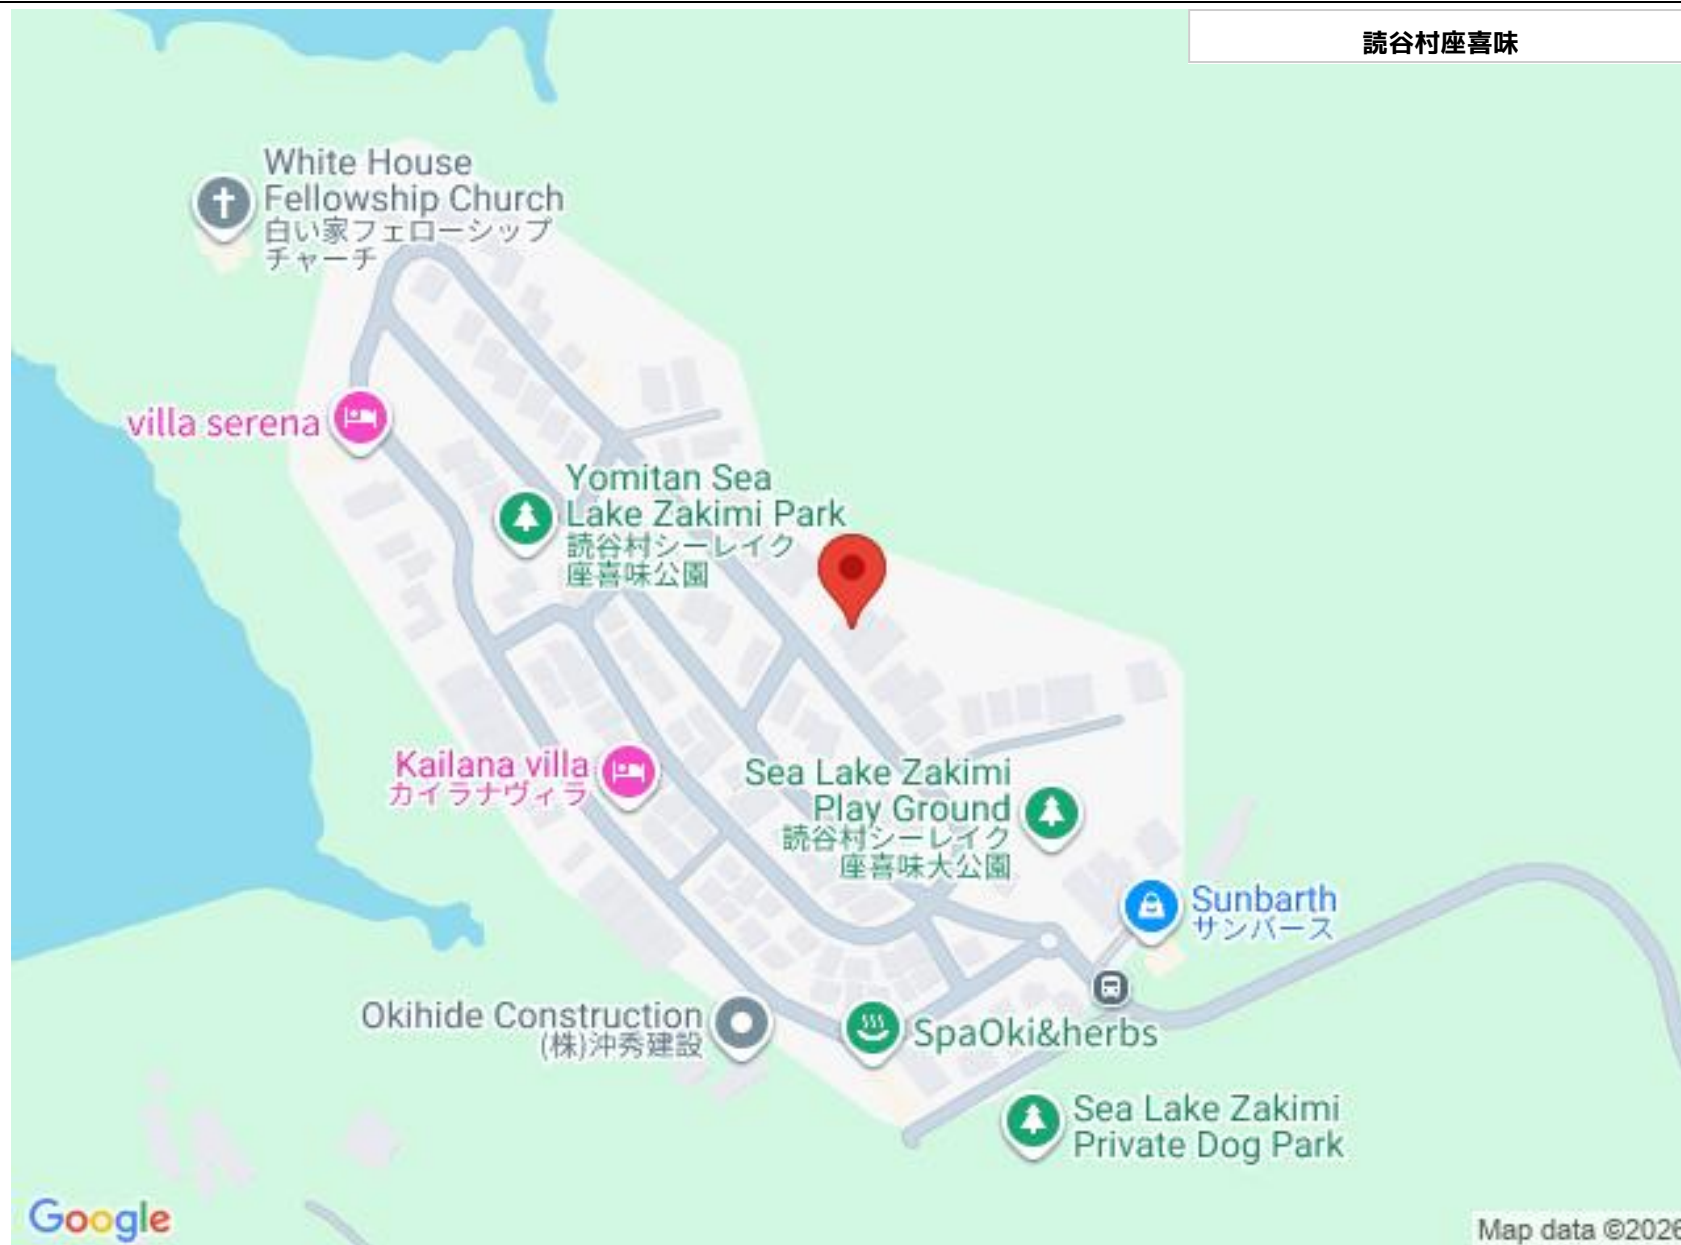 読谷村座喜味
White House
Fellowship Church
白い家フェローシップ
チャーチ
villa serena
Yomitan Sea
Lake Zakimi Park
読谷村シーレイク
座喜味公園
Kailana villa
カイラナヴィラ
Sea Lake Zakimi
Play Ground
読谷村シーレイク
座喜味大公園
Sunbarth
サンバース
Okihide Construction
(株)沖秀建設
SpaOki&herbs
Sea Lake Zakimi
Private Dog Park
Google
Map data ©2026